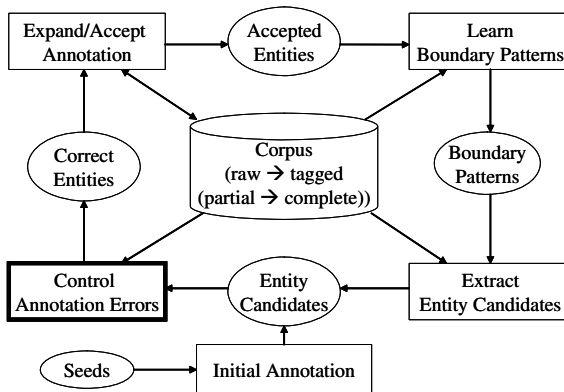 Expand/Accept
Annotation
Accepted
Entities
Learn
Boundary Patterns
Correct
Entities
Corpus
(raw → tagged
(partial → complete))
Boundary
Patterns
Control
Annotation Errors
Entity
Candidates
Extract
Entity Candidates
Seeds
Initial Annotation